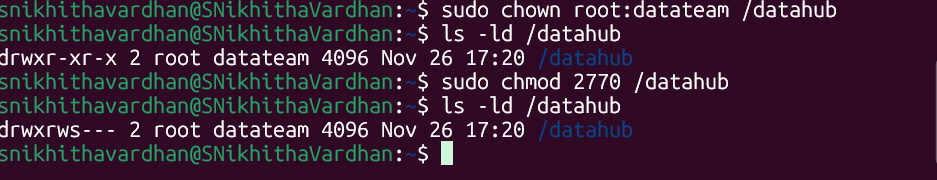 snikhithavardhan@SNikhithaVardhan:~$ sudo chown root:datateam /datahub
snikhithavardhan@SNikhithaVardhan:~$ ls -ld /datahub
drwxr-xr-x 2 root datateam 4096 Nov 26 17:20 /datahub
snikhithavardhan@SNikhithaVardhan:~$ sudo chmod 2770 /datahub
snikhithavardhan@SNikhithaVardhan:~$ ls -ld /datahub
drwxrws--- 2 root datateam 4096 Nov 26 17:20 /datahub
snikhithavardhan@SNikhithaVardhan:~$